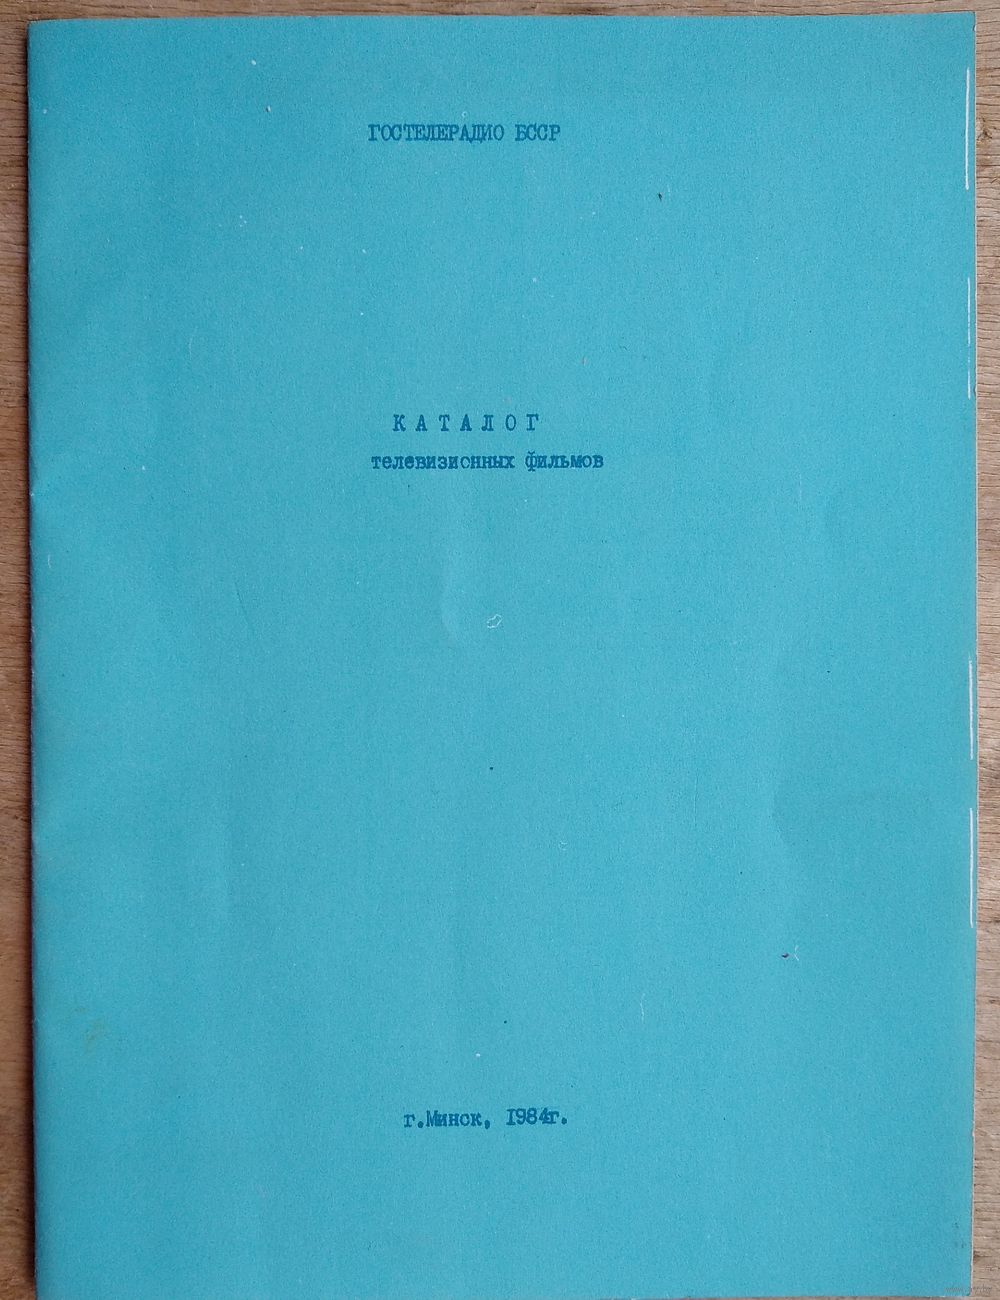 ГОСТЕЛЕРАДИО БССР
КАТАЛОГ
телевизионных фильмов
г.Минск, 1984г.